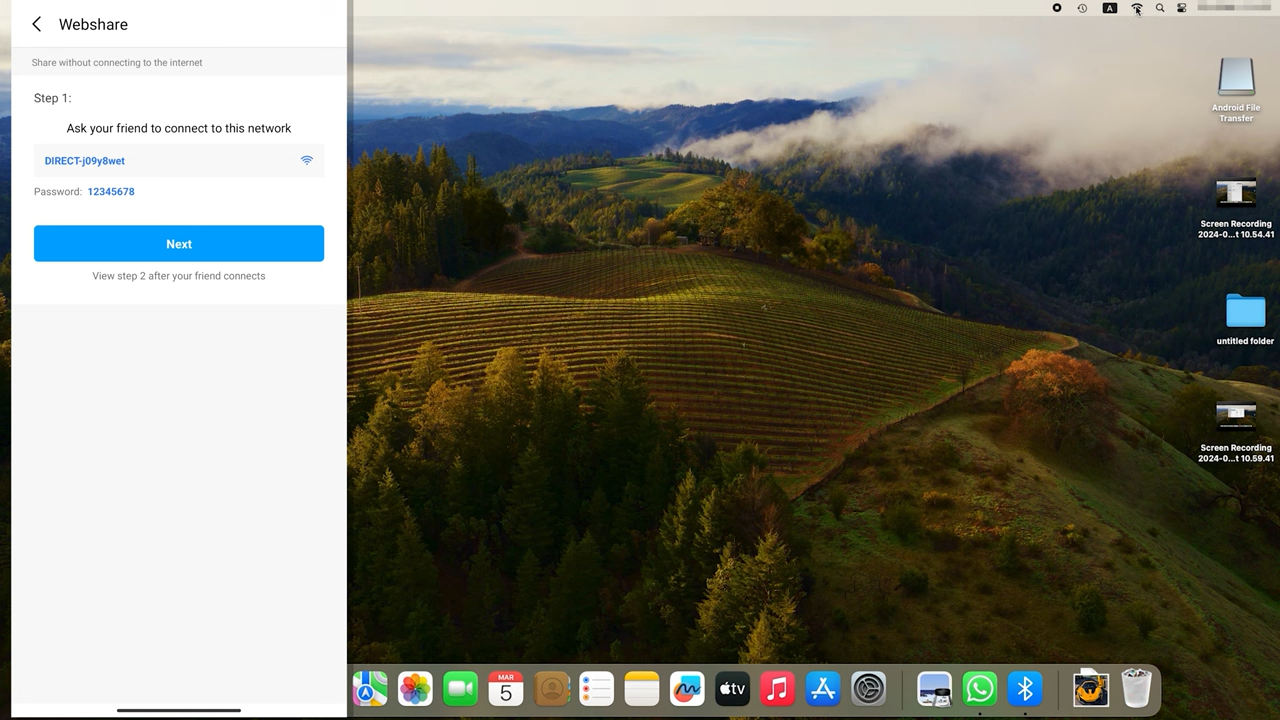 Webshare
Share without connecting to the internet
Step 1:
Ask your friend to connect to this network
DIRECT-j09y8wet
Password: 12345678
Next
View step 2 after your friend connects
A
Android File
Transfer
Screen Recording
2024-0...t 10.54.41
untitled folder
Screen Recording
2024-0...t 10.59.41
MAR
5
tv